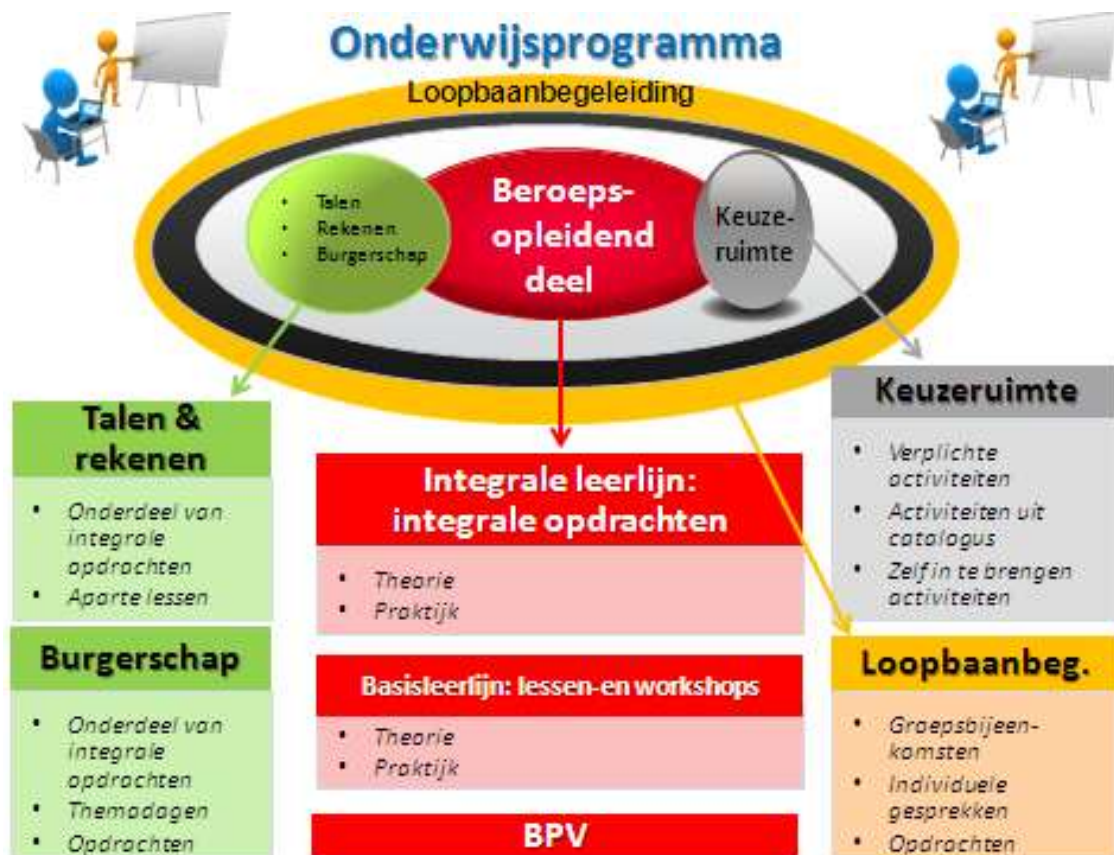 Onderwijsprogramma
Loopbaanbegeleiding
• Talen
• Rekenen
• Burgerschap
Beroeps-
opleidend
deel
Keuze-
ruimte
Talen &
rekenen
• Onderdeel van
integrale
opdrachten
• Aparte lessen
Burgerschap
• Onderdeel van
integrale
opdrachten
• Themadagen
• Opdrachten
Integrale leerlijn:
integrale opdrachten
• Theorie
• Praktijk
Basisleerlijn: lessen-en workshops
• Theorie
• Praktijk
BPV
Keuzeruimte
• Verplichte
activiteiten
• Activiteiten uit
catalogus
• Zelf in te brengen
activiteiten
Loopbaanbeg.
• Groepsbijeen-
komsten
• Individuele
gesprekken
• Opdrachten